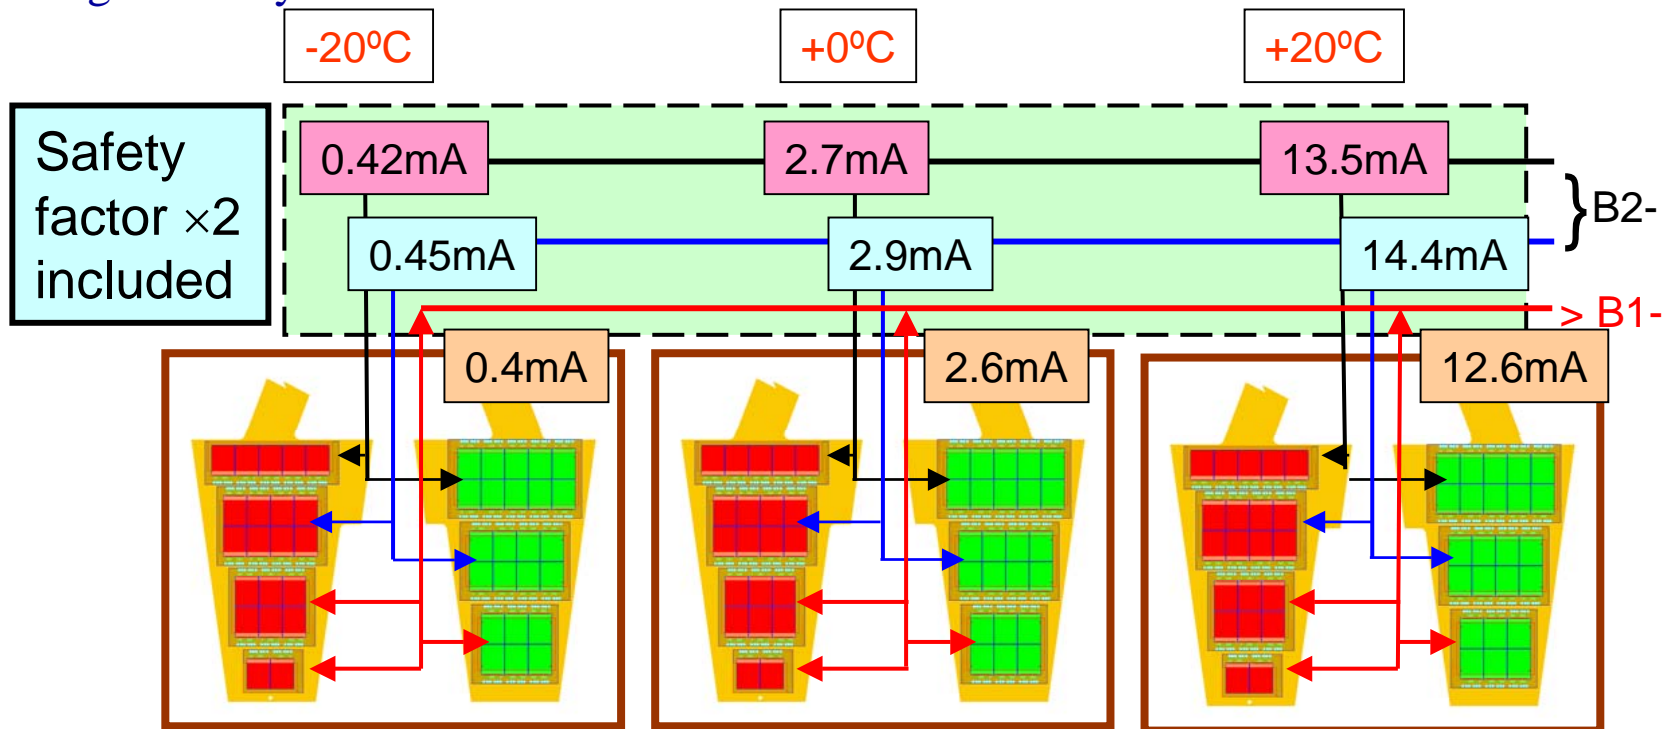 -20ºC
+0ºC
+20ºC
Safety
factor ×2
included
0.42mA
2.7mA
13.5mA
}B2-
0.45mA
2.9mA
14.4mA
> B1-
0.4mA
2.6mA
12.6mA